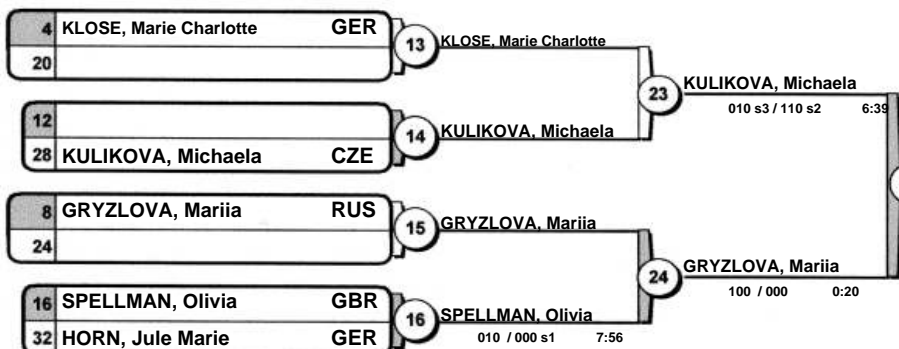 4 KLOSE, Marie Charlotte GER
20
13
KLOSE, Marie Charlotte
12
28 KULIKOVA, Michaela CZE
14
KULIKOVA, Michaela
23
KULIKOVA, Michaela
010 s3 / 110 s2 6:39
8 GRYZLOVA, Mariia RUS
24
15
GRYZLOVA, Mariia
16 SPELLMAN, Olivia GBR
32 HORN, Jule Marie GER
16
SPELLMAN, Olivia
010 / 000 s1 7:56
24
GRYZLOVA, Mariia
100 / 000 0:20